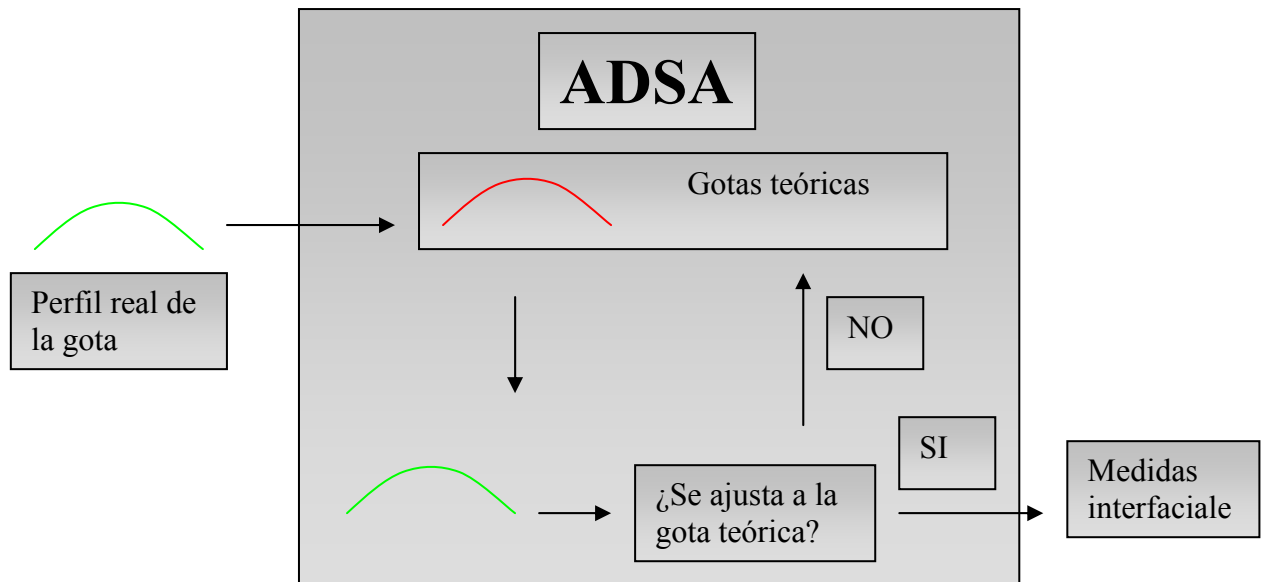 ADSA
Gotas teóricas
Perfil real de
la gota
NO
SI
¿Se ajusta a la
gota teórica?
Medidas
interfaciale